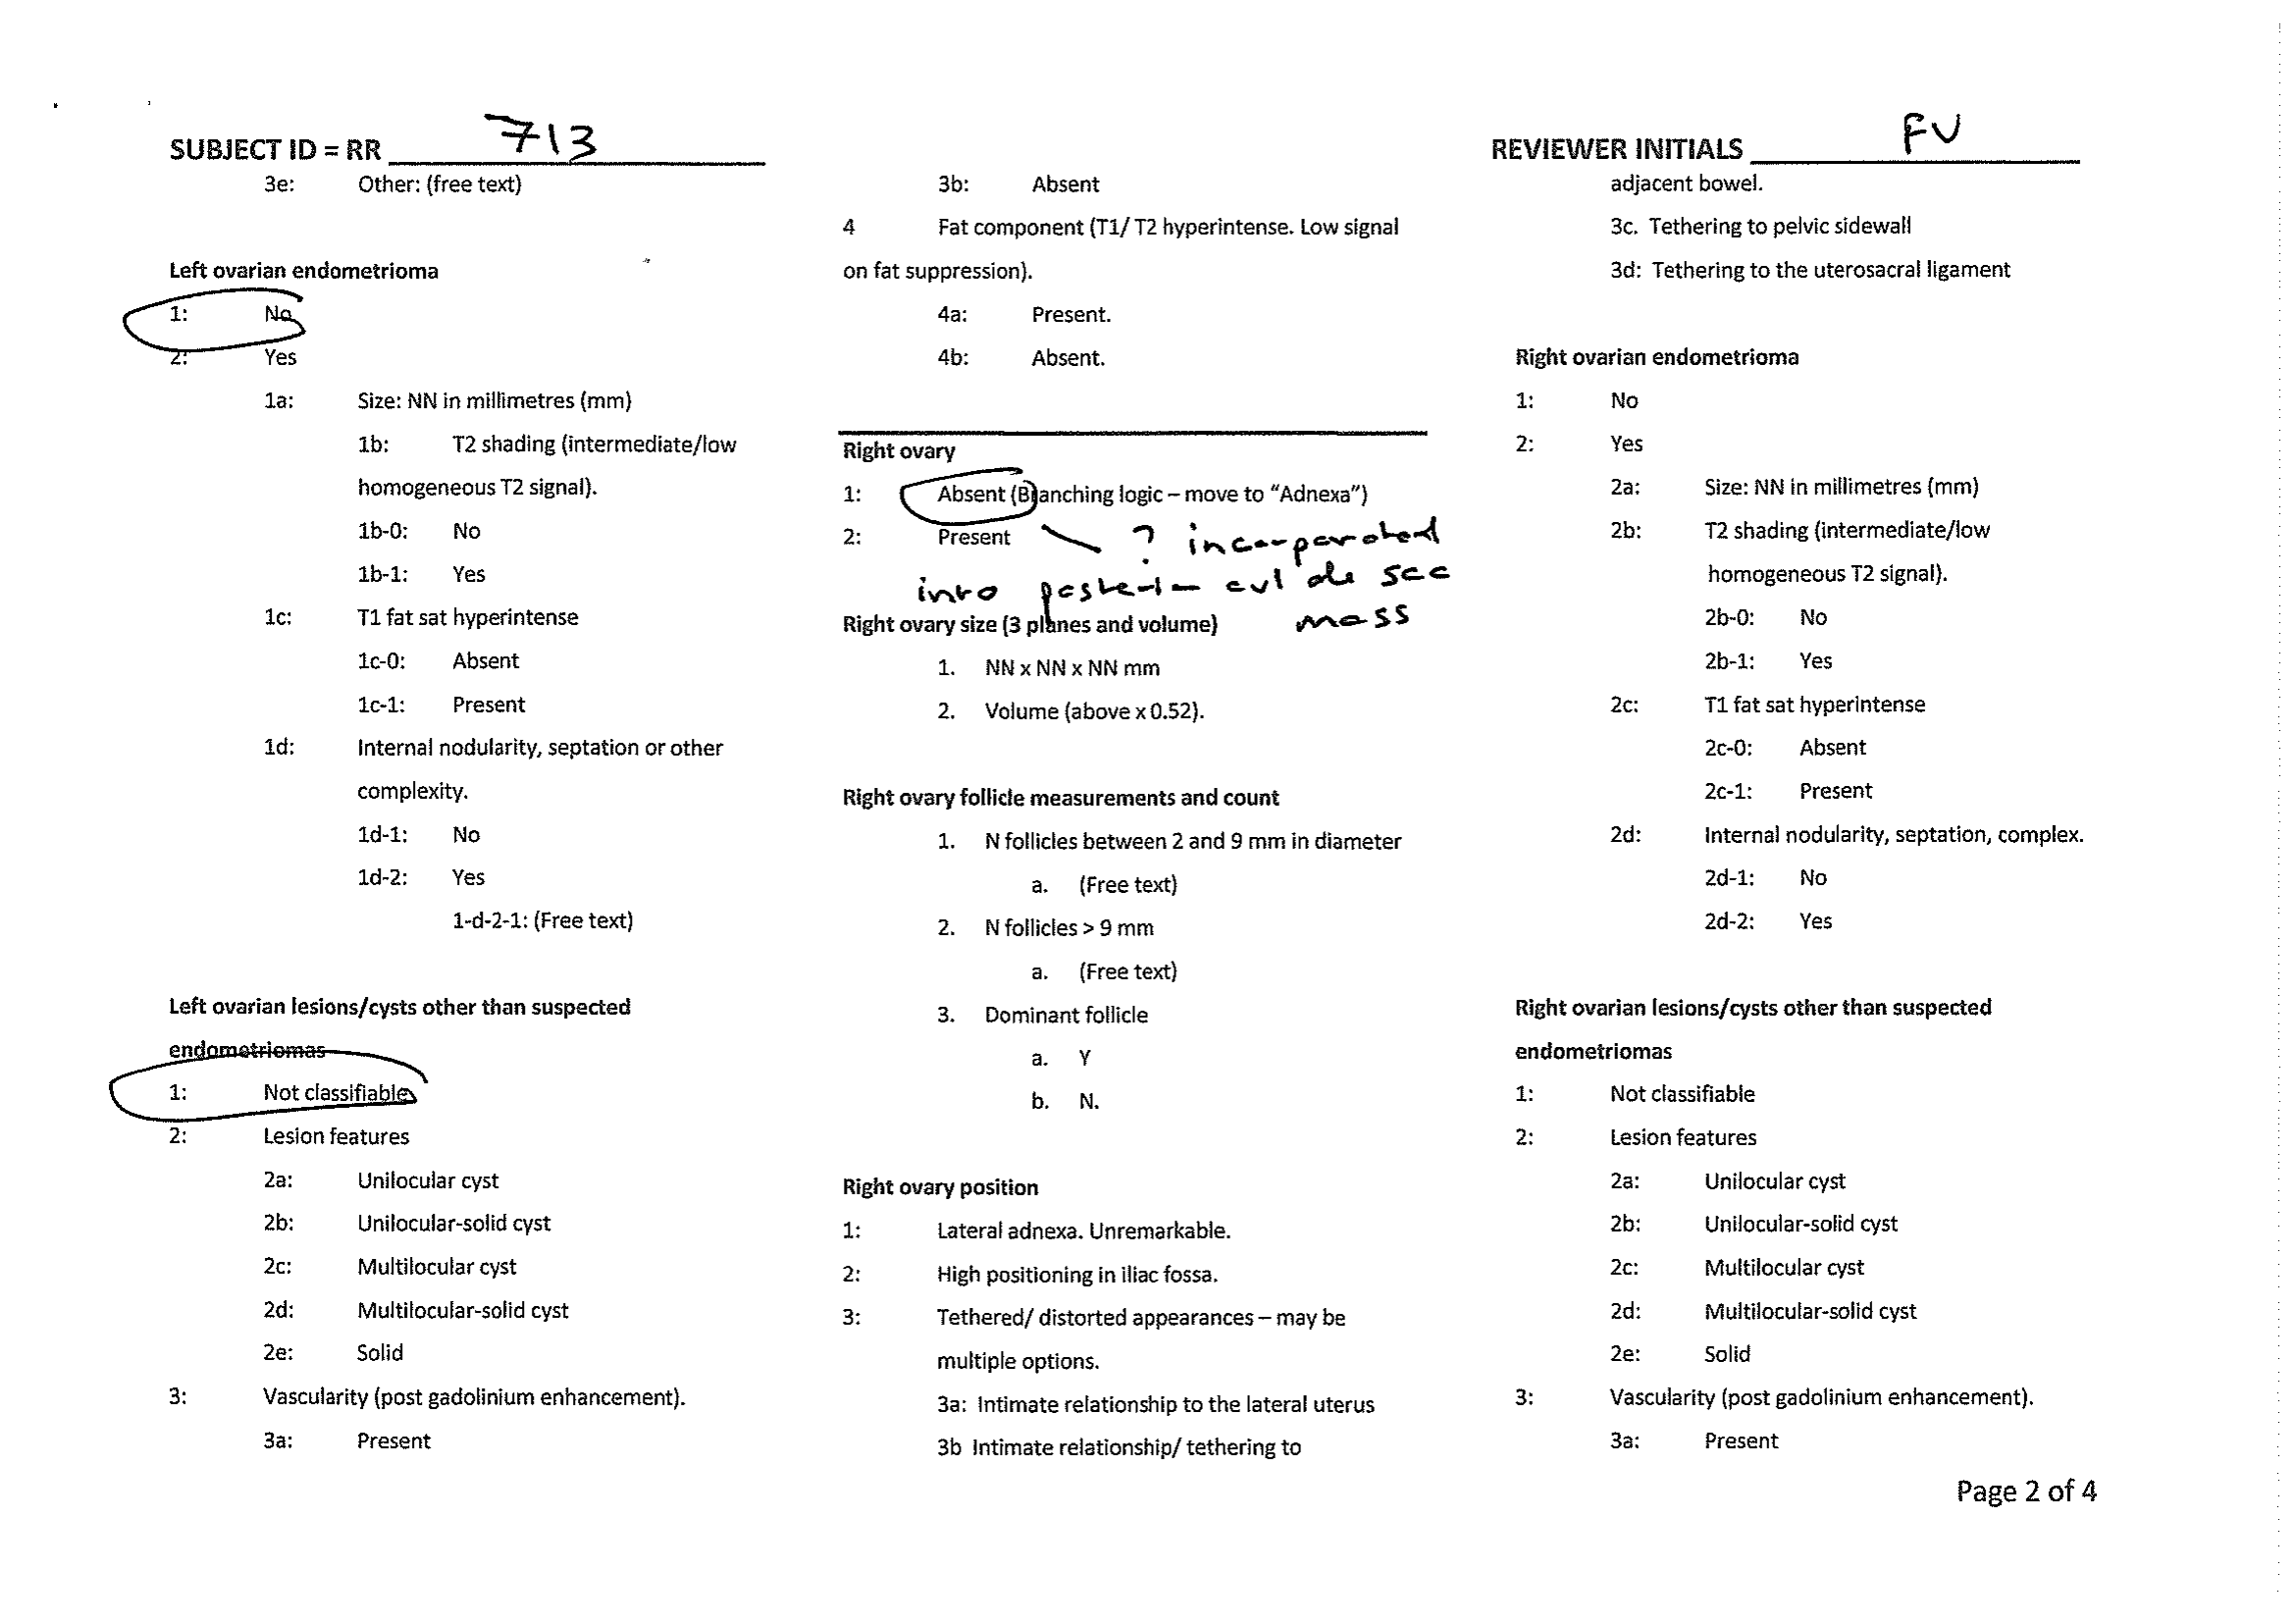 SUBJECT ID = RR 713
REVIEWER INITIALS FV
3e: Other: (free text)
Left ovarian endometrioma
1: No
2: Yes
1a: Size: NN in millimetres (mm)
1b: T2 shading (intermediate/low
homogeneous T2 signal).
1b-0: No
1b-1: Yes
1c: T1 fat sat hyperintense
1c-0: Absent
1c-1: Present
1d: Internal nodularity, septation or other
complexity.
1d-1: No
1d-2: Yes
1-d-2-1: (Free text)
Left ovarian lesions/cysts other than suspected
endometriomas
1: Not classifiable
2: Lesion features
2a: Unilocular cyst
2b: Unilocular-solid cyst
2c: Multilocular cyst
2d: Multilocular-solid cyst
2e: Solid
3: Vascularity (post gadolinium enhancement).
3a: Present
3b: Absent
4 Fat component (T1/ T2 hyperintense. Low signal
on fat suppression).
4a: Present.
4b: Absent.
Right ovary
1: Absent (Branching logic – move to “Adnexa”)
2: Present
? incorporated
into posterior cul de sac
mass
Right ovary size (3 planes and volume)
1. NN x NN x NN mm
2. Volume (above x 0.52).
Right ovary follicle measurements and count
1. N follicles between 2 and 9 mm in diameter
a. (Free text)
2. N follicles > 9 mm
a. (Free text)
3. Dominant follicle
a. Y
b. N.
Right ovary position
1: Lateral adnexa. Unremarkable.
2: High positioning in iliac fossa.
3: Tethered/ distorted appearances – may be
multiple options.
3a: Intimate relationship to the lateral uterus
3b Intimate relationship/ tethering to
adjacent bowel.
3c. Tethering to pelvic sidewall
3d: Tethering to the uterosacral ligament
Right ovarian endometrioma
1: No
2: Yes
2a: Size: NN in millimetres (mm)
2b: T2 shading (intermediate/low
homogeneous T2 signal).
2b-0: No
2b-1: Yes
2c: T1 fat sat hyperintense
2c-0: Absent
2c-1: Present
2d: Internal nodularity, septation, complex.
2d-1: No
2d-2: Yes
Right ovarian lesions/cysts other than suspected
endometriomas
1: Not classifiable
2: Lesion features
2a: Unilocular cyst
2b: Unilocular-solid cyst
2c: Multilocular cyst
2d: Multilocular-solid cyst
2e: Solid
3: Vascularity (post gadolinium enhancement).
3a: Present
Page 2 of 4